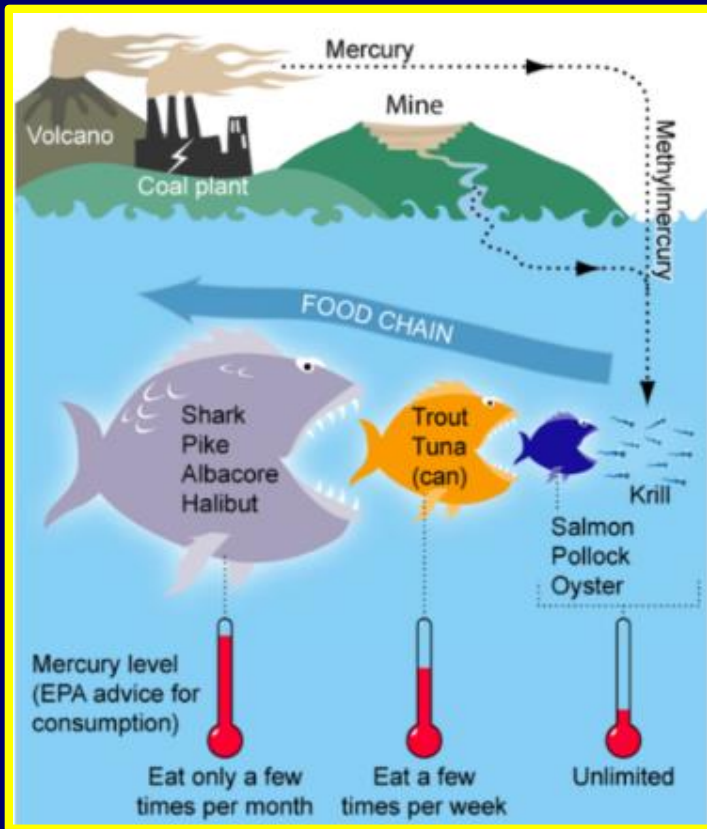 Mercury
Mine
Volcano
Coal plant
Methylmercury
FOOD CHAIN
Shark
Pike
Albacore
Halibut
Trout
Tuna
(can)
Krill
Salmon
Pollock
Oyster
Mercury level
(EPA advice for
consumption)
Eat only a few
times per month
Eat a few
times per week
Unlimited